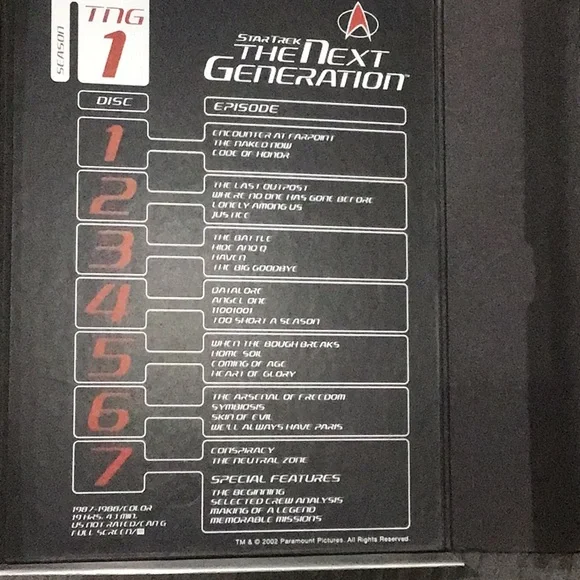 SEASON
TNG
1
STAR TREK
THE NEXT
GENERATION™
DISC
EPISODE
1
ENCOUNTER AT FARPOINT
THE NAKED NOW
CODE OF HONOR
2
THE LAST OUTPOST
WHERE NO ONE HAS GONE BEFORE
LONELY AMONG US
JUSTICE
3
THE BATTLE
HIDE AND Q
HAVEN
THE BIG GOODBYE
4
DATALORE
ANGEL ONE
11001001
TOO SHORT A SEASON
5
WHEN THE BOUGH BREAKS
HOME SOIL
COMING OF AGE
HEART OF GLORY
6
THE ARSENAL OF FREEDOM
SYMBIOSIS
SKIN OF EVIL
WE'LL ALWAYS HAVE PARIS
7
CONSPIRACY
THE NEUTRAL ZONE
SPECIAL FEATURES
THE BEGINNING
SELECTED CREW ANALYSIS
MAKING OF A LEGEND
MEMORABLE MISSIONS
1987-1988/COLOR
19 HRS. 43 MIN.
US NOT RATED/CAN G
FULL SCREEN/
TM & © 2002 Paramount Pictures. All Rights Reserved